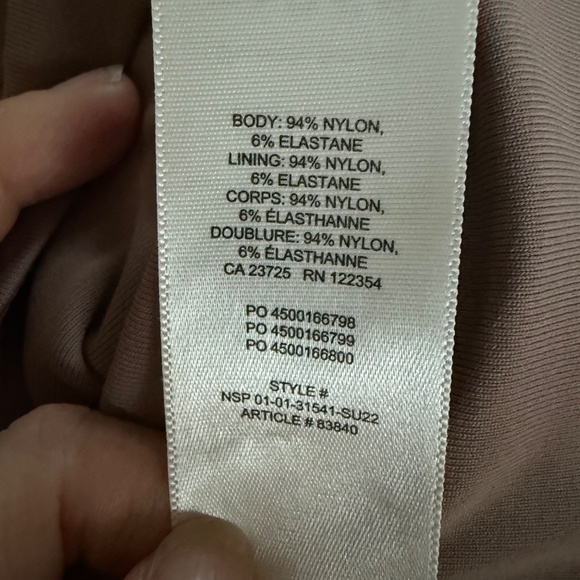 BODY: 94% NYLON,
6% ELASTANE
LINING: 94% NYLON,
6% ELASTANE
CORPS: 94% NYLON,
6% ÉLASTHANNE
DOUBLURE: 94% NYLON,
6% ÉLASTHANNE
CA 23725 RN 122354
PO 4500166798
PO 4500166799
PO 4500166800
STYLE #
NSP 01-01-31541-SU22
ARTICLE # 83840